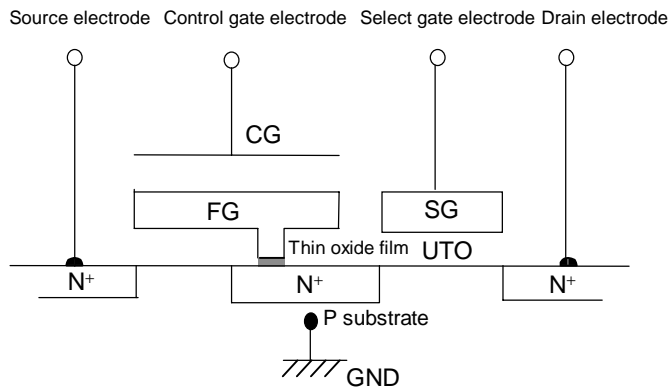 Source electrode Control gate electrode Select gate electrode Drain electrode
CG
FG SG
Thin oxide film UTO
N+ N+ N+
P substrate
GND